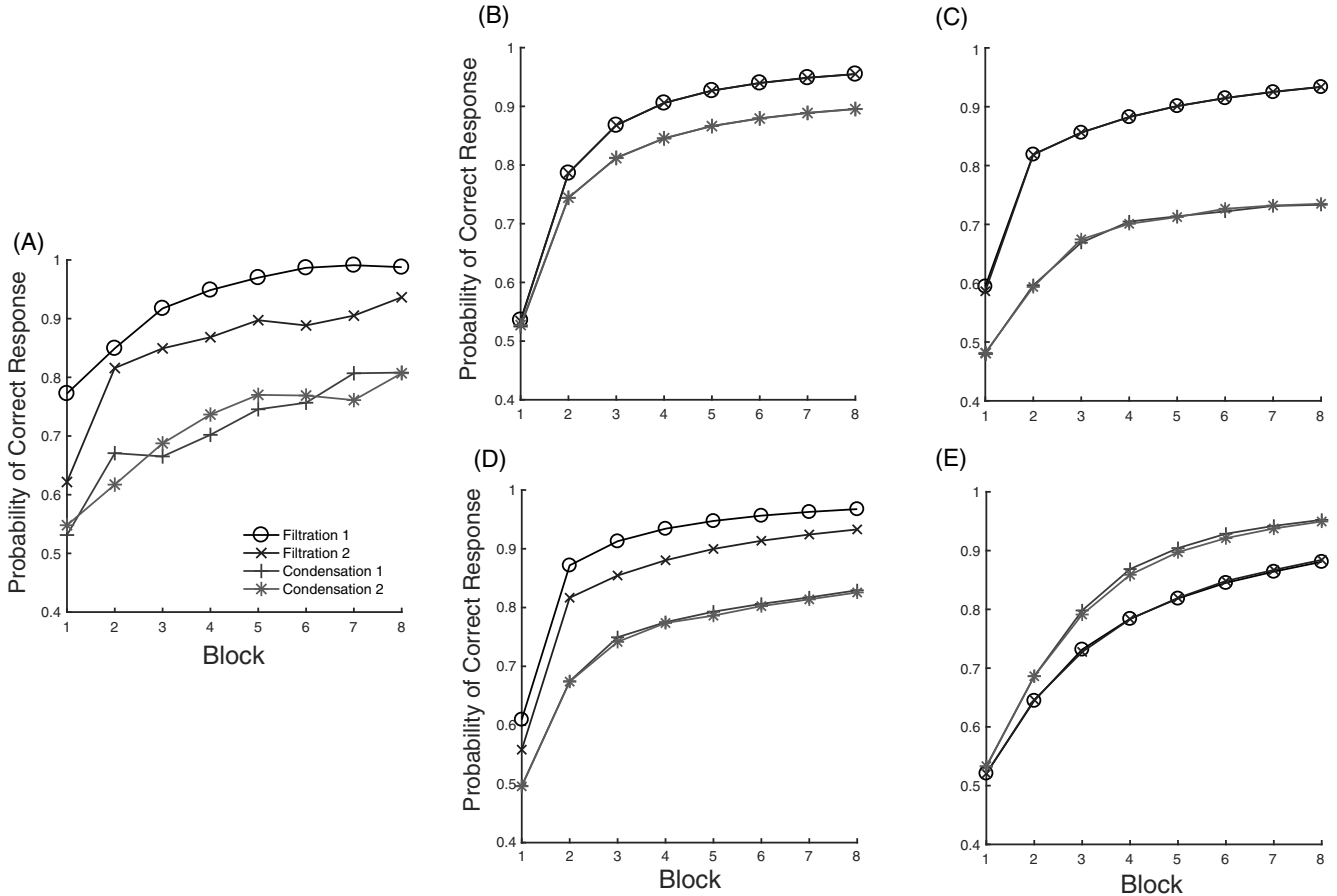 (A)
Probability of Correct Response
1
0.9
0.8
0.7
0.6
0.5
0.4
1 2 3 4 5 6 7 8
Block
Filtration 1
Filtration 2
Condensation 1
Condensation 2
(B)
Probability of Correct Response
1
0.9
0.8
0.7
0.6
0.5
0.4
1 2 3 4 5 6 7 8
(C)
1
0.9
0.8
0.7
0.6
0.5
0.4
1 2 3 4 5 6 7 8
(D)
Probability of Correct Response
1
0.9
0.8
0.7
0.6
0.5
0.4
1 2 3 4 5 6 7 8
Block
(E)
1
0.9
0.8
0.7
0.6
0.5
0.4
1 2 3 4 5 6 7 8
Block